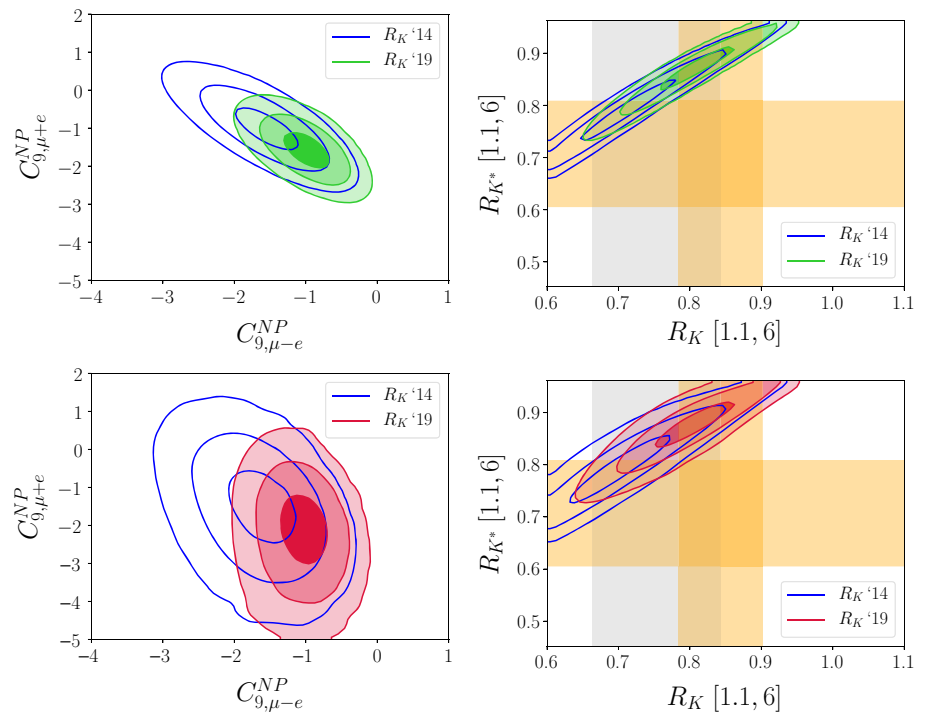 2
1
0
−1
−2
−3
−4
−5
−4 −3 −2 −1 0 1
C^{NP}_{9,μ+e}
C^{NP}_{9,μ−e}
R_K ‘14
R_K ‘19
0.9
0.8
0.7
0.6
0.5
0.6 0.7 0.8 0.9 1.0 1.1
R_{K*} [1.1, 6]
R_K [1.1, 6]
R_K ‘14
R_K ‘19
2
1
0
−1
−2
−3
−4
−5
−4 −3 −2 −1 0 1
C^{NP}_{9,μ+e}
C^{NP}_{9,μ−e}
R_K ‘14
R_K ‘19
0.9
0.8
0.7
0.6
0.5
0.6 0.7 0.8 0.9 1.0 1.1
R_{K*} [1.1, 6]
R_K [1.1, 6]
R_K ‘14
R_K ‘19